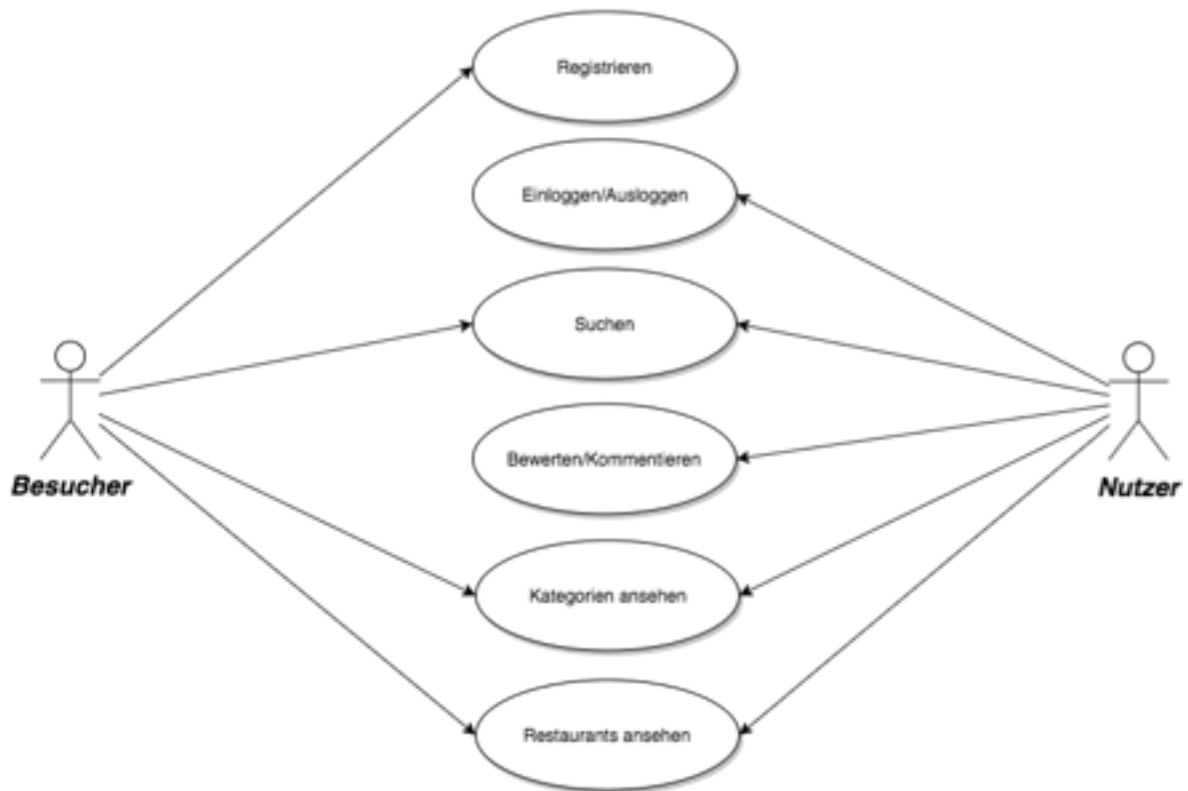 Registrieren
Einloggen/Ausloggen
Suchen
Bewerten/Kommentieren
Besucher
Nutzer
Kategorien ansehen
Restaurants ansehen